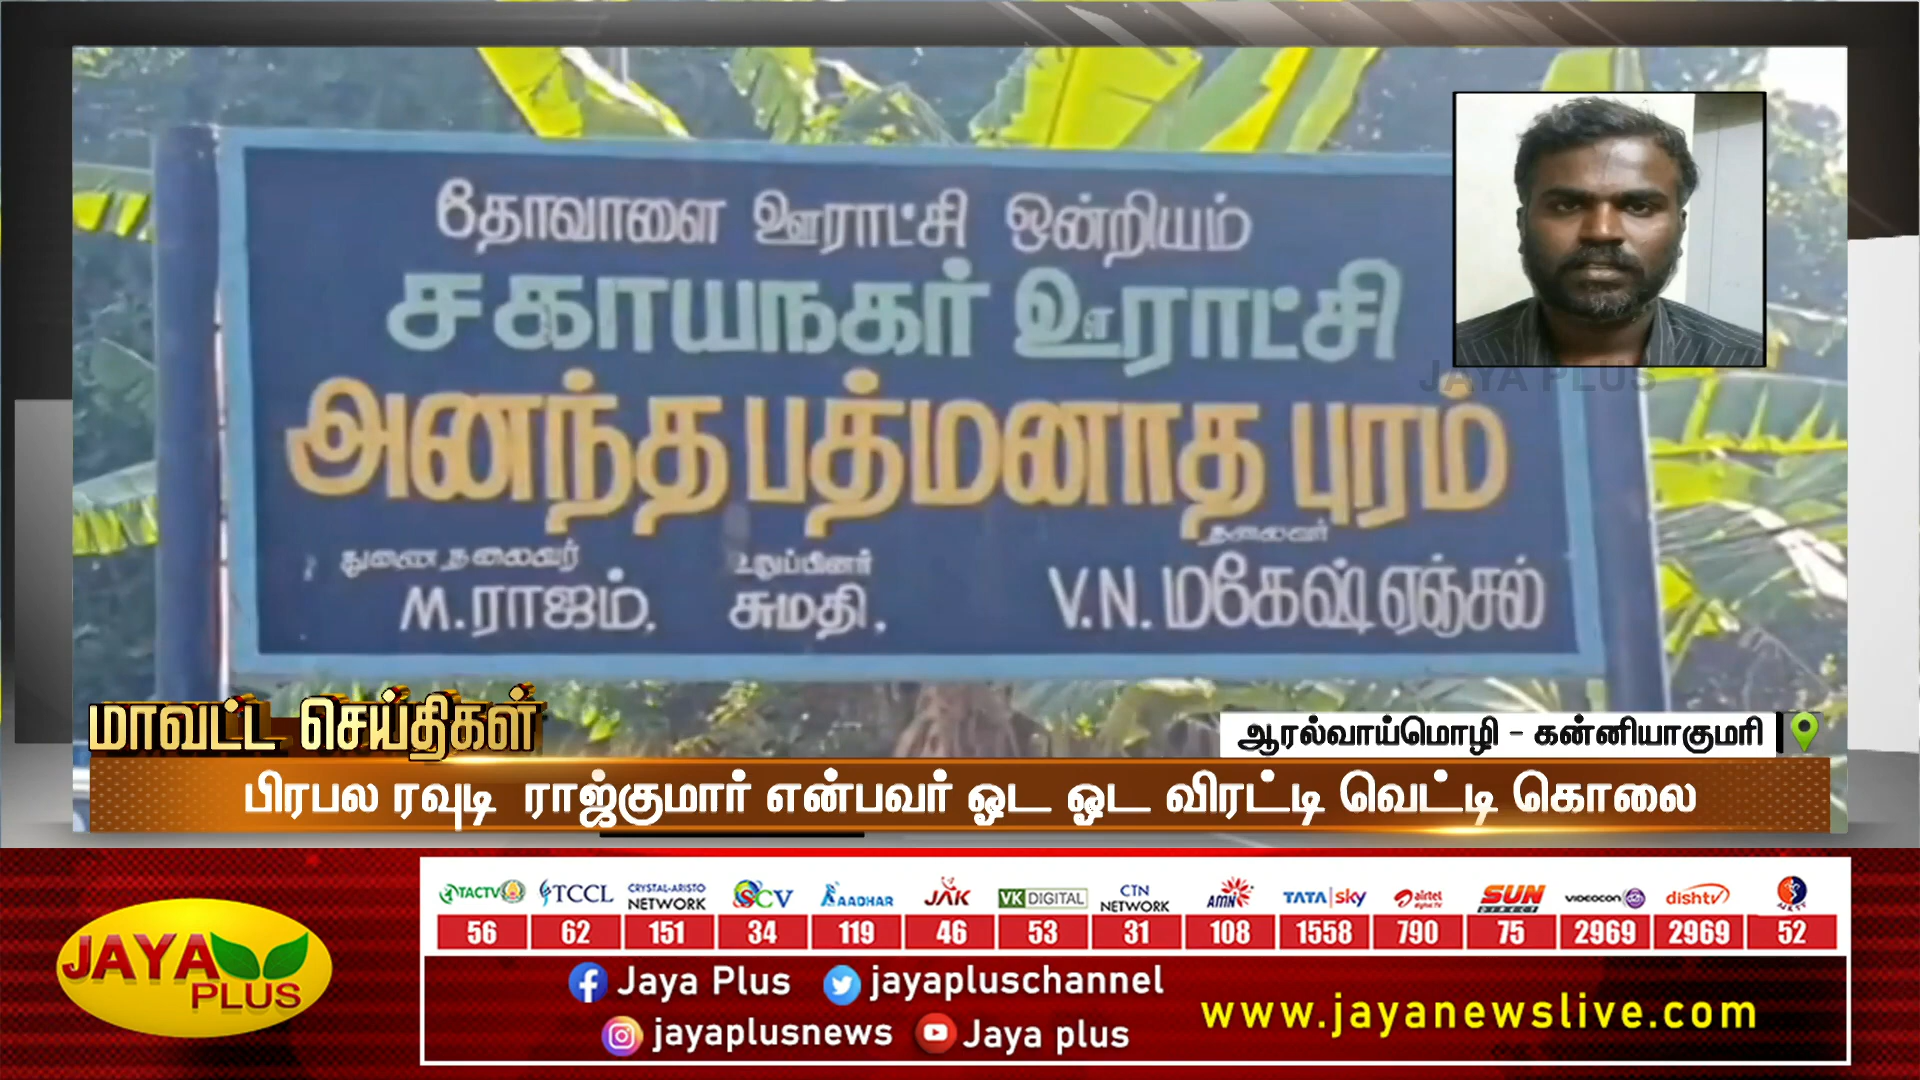 தோவாளை ஊராட்சி ஒன்றியம்
சகாயநகர் ஊராட்சி
அனந்த பத்மனாத புரம்
துணை தலைவர் உறுப்பினர் தலைவர்
M.ராஜம். சுமதி. V.N. மகேஷ் ஏஞ்சல்
JAYA PLUS
மாவட்ட செய்திகள்
ஆரல்வாய்மொழி - கன்னியாகுமரி
பிரபல ரவுடி ராஜ்குமார் என்பவர் ஓட ஓட விரட்டி வெட்டி கொலை
JAYA PLUS
TACTV TCCL CRYSTAL-ARISTO NETWORK SCV AADHAR JAK VK DIGITAL CTN NETWORK AMN TATA sky airtel digital TV SUN DIRECT VIDEOCON dishtv
56 62 151 34 119 46 53 31 108 1558 790 75 2969 2969 52
Jaya Plus jayapluschannel
jayaplusnews Jaya plus
www.jayanewslive.com